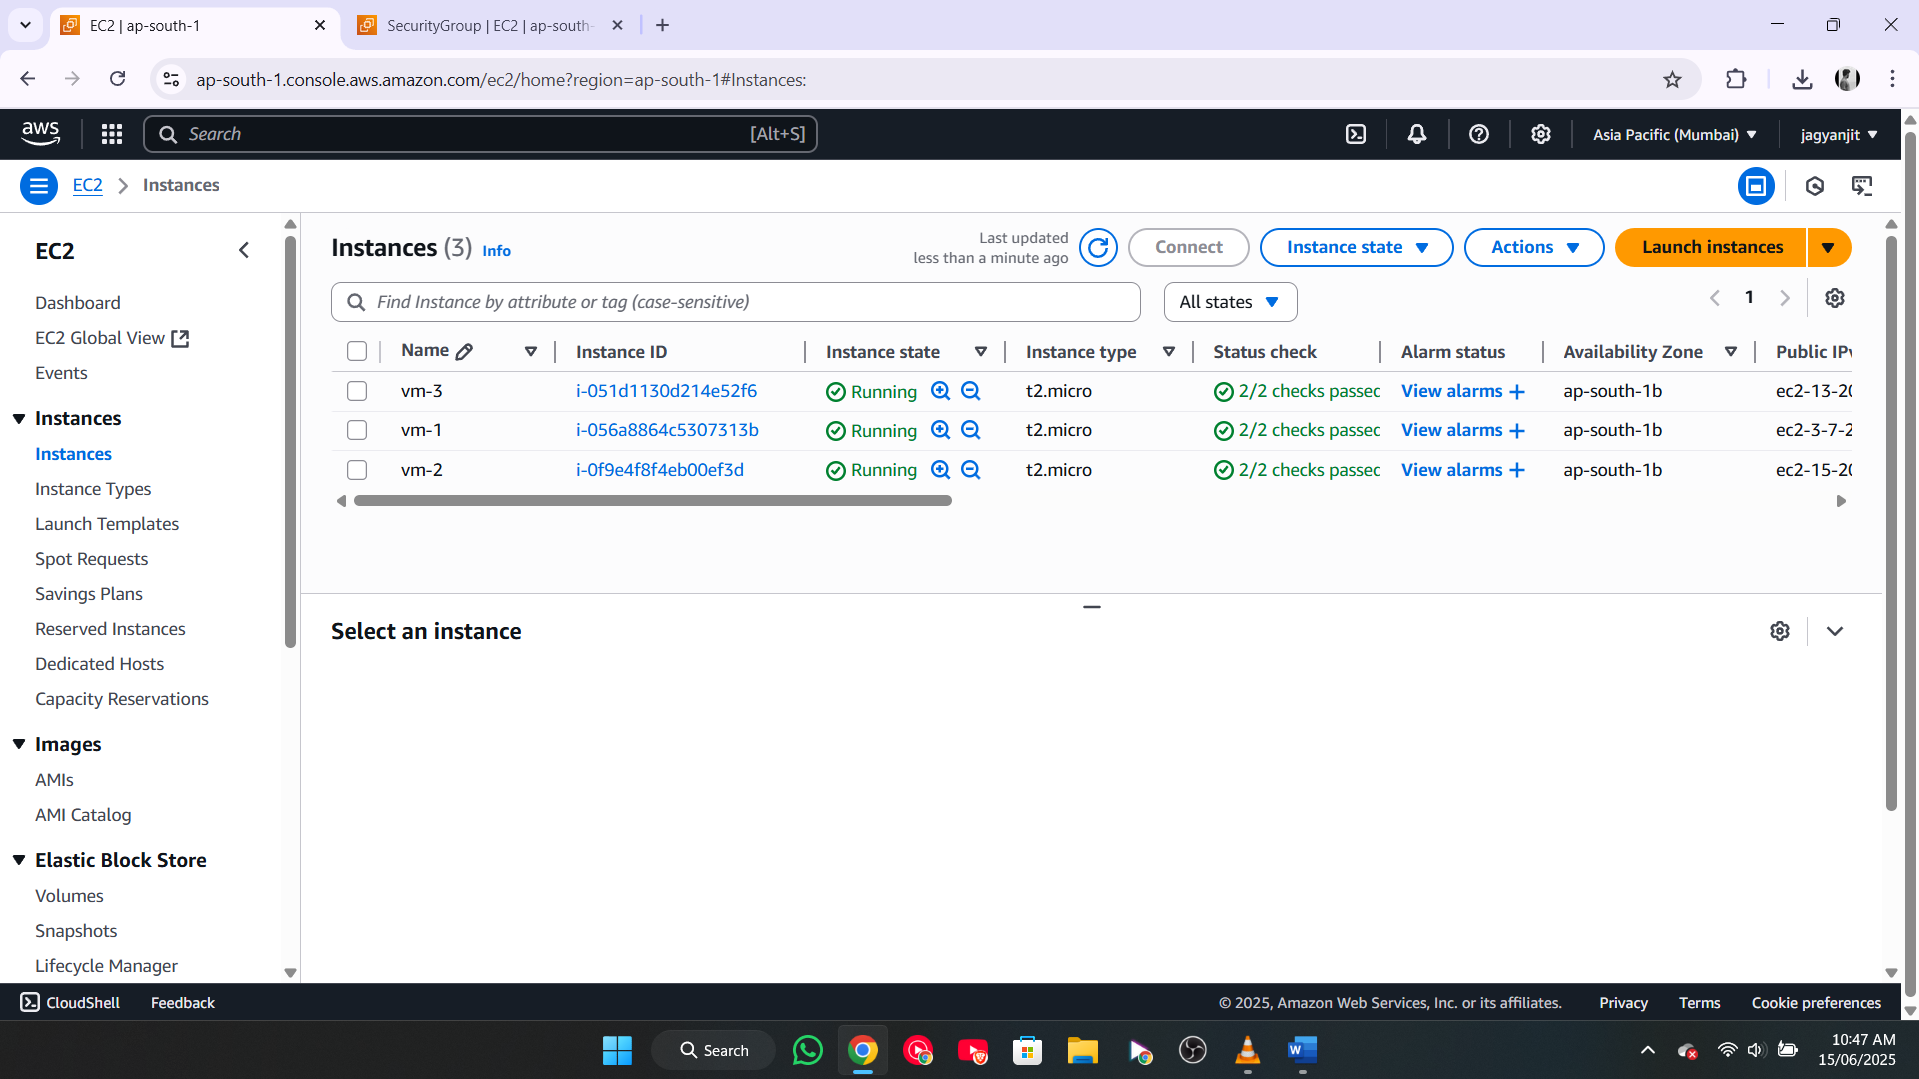 EC2 | ap-south-1
SecurityGroup | EC2 | ap-south-
ap-south-1.console.aws.amazon.com/ec2/home?region=ap-south-1#Instances:
aws
Search
[Alt+S]
Asia Pacific (Mumbai)
jagyanjit
EC2
Instances
EC2
Dashboard
EC2 Global View
Events
Instances
Instances
Instance Types
Launch Templates
Spot Requests
Savings Plans
Reserved Instances
Dedicated Hosts
Capacity Reservations
Images
AMIs
AMI Catalog
Elastic Block Store
Volumes
Snapshots
Lifecycle Manager
Instances (3) Info
Last updated
less than a minute ago
Connect
Instance state
Actions
Launch instances
Find Instance by attribute or tag (case-sensitive)
All states
1
Name Instance ID Instance state Instance type Status check Alarm status Availability Zone Public IPv
vm-3 i-051d1130d214e52f6 Running t2.micro 2/2 checks passed View alarms + ap-south-1b ec2-13-20
vm-1 i-056a8864c5307313b Running t2.micro 2/2 checks passed View alarms + ap-south-1b ec2-3-7-2
vm-2 i-0f9e4f8f4eb00ef3d Running t2.micro 2/2 checks passed View alarms + ap-south-1b ec2-15-20
Select an instance
CloudShell
Feedback
© 2025, Amazon Web Services, Inc. or its affiliates.
Privacy
Terms
Cookie preferences
Search
10:47 AM
15/06/2025